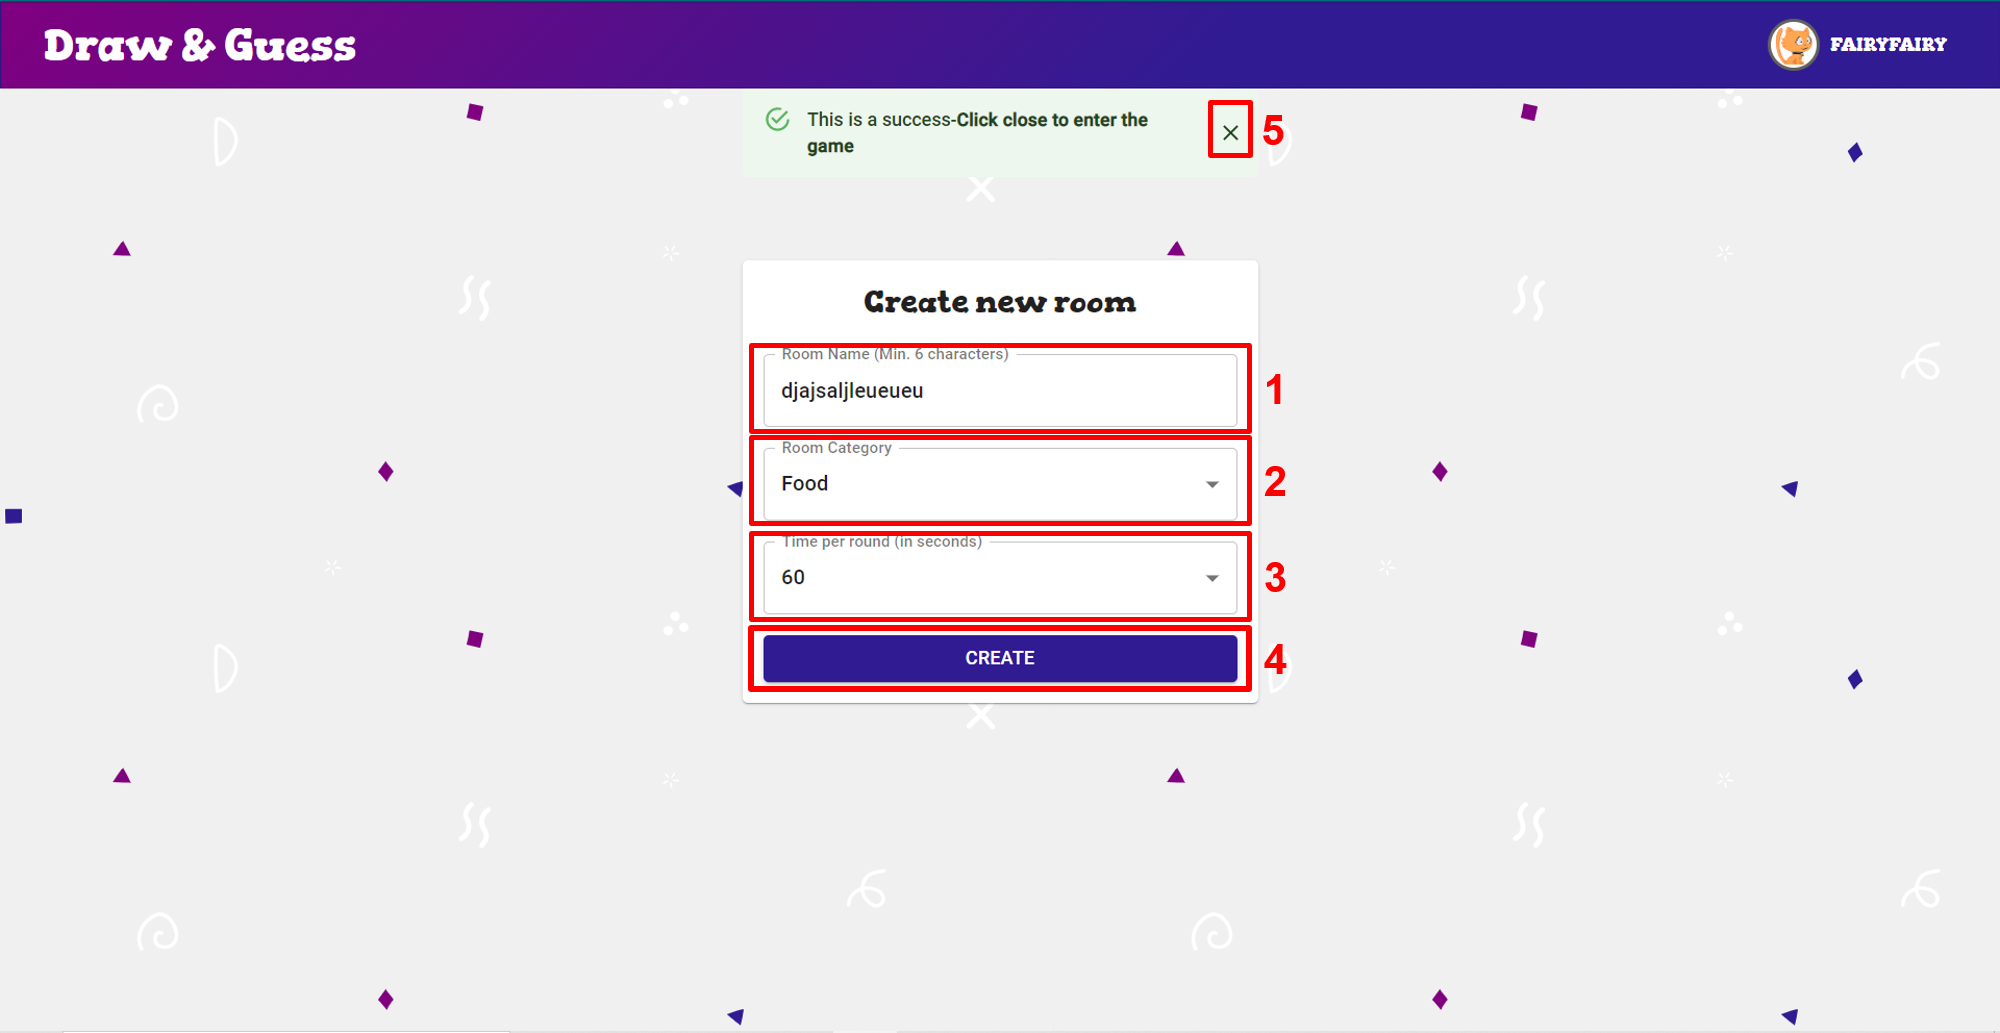 Draw & Guess
FAIRYFAIRY
This is a success-Click close to enter the
game
5
Create new room
Room Name (Min. 6 characters)
djajsaljleueueu
1
Room Category
Food
2
Time per round (in seconds)
60
3
CREATE
4